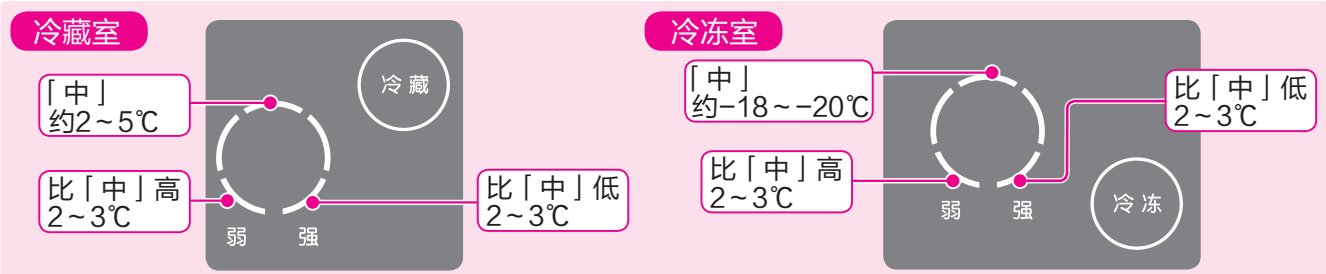 冷藏室
「中」
约2～5℃
比「中」高
2～3℃
冷藏
弱
强
比「中」低
2～3℃
冷冻室
「中」
约−18～−20℃
比「中」高
2～3℃
比「中」低
2～3℃
弱
强
冷冻